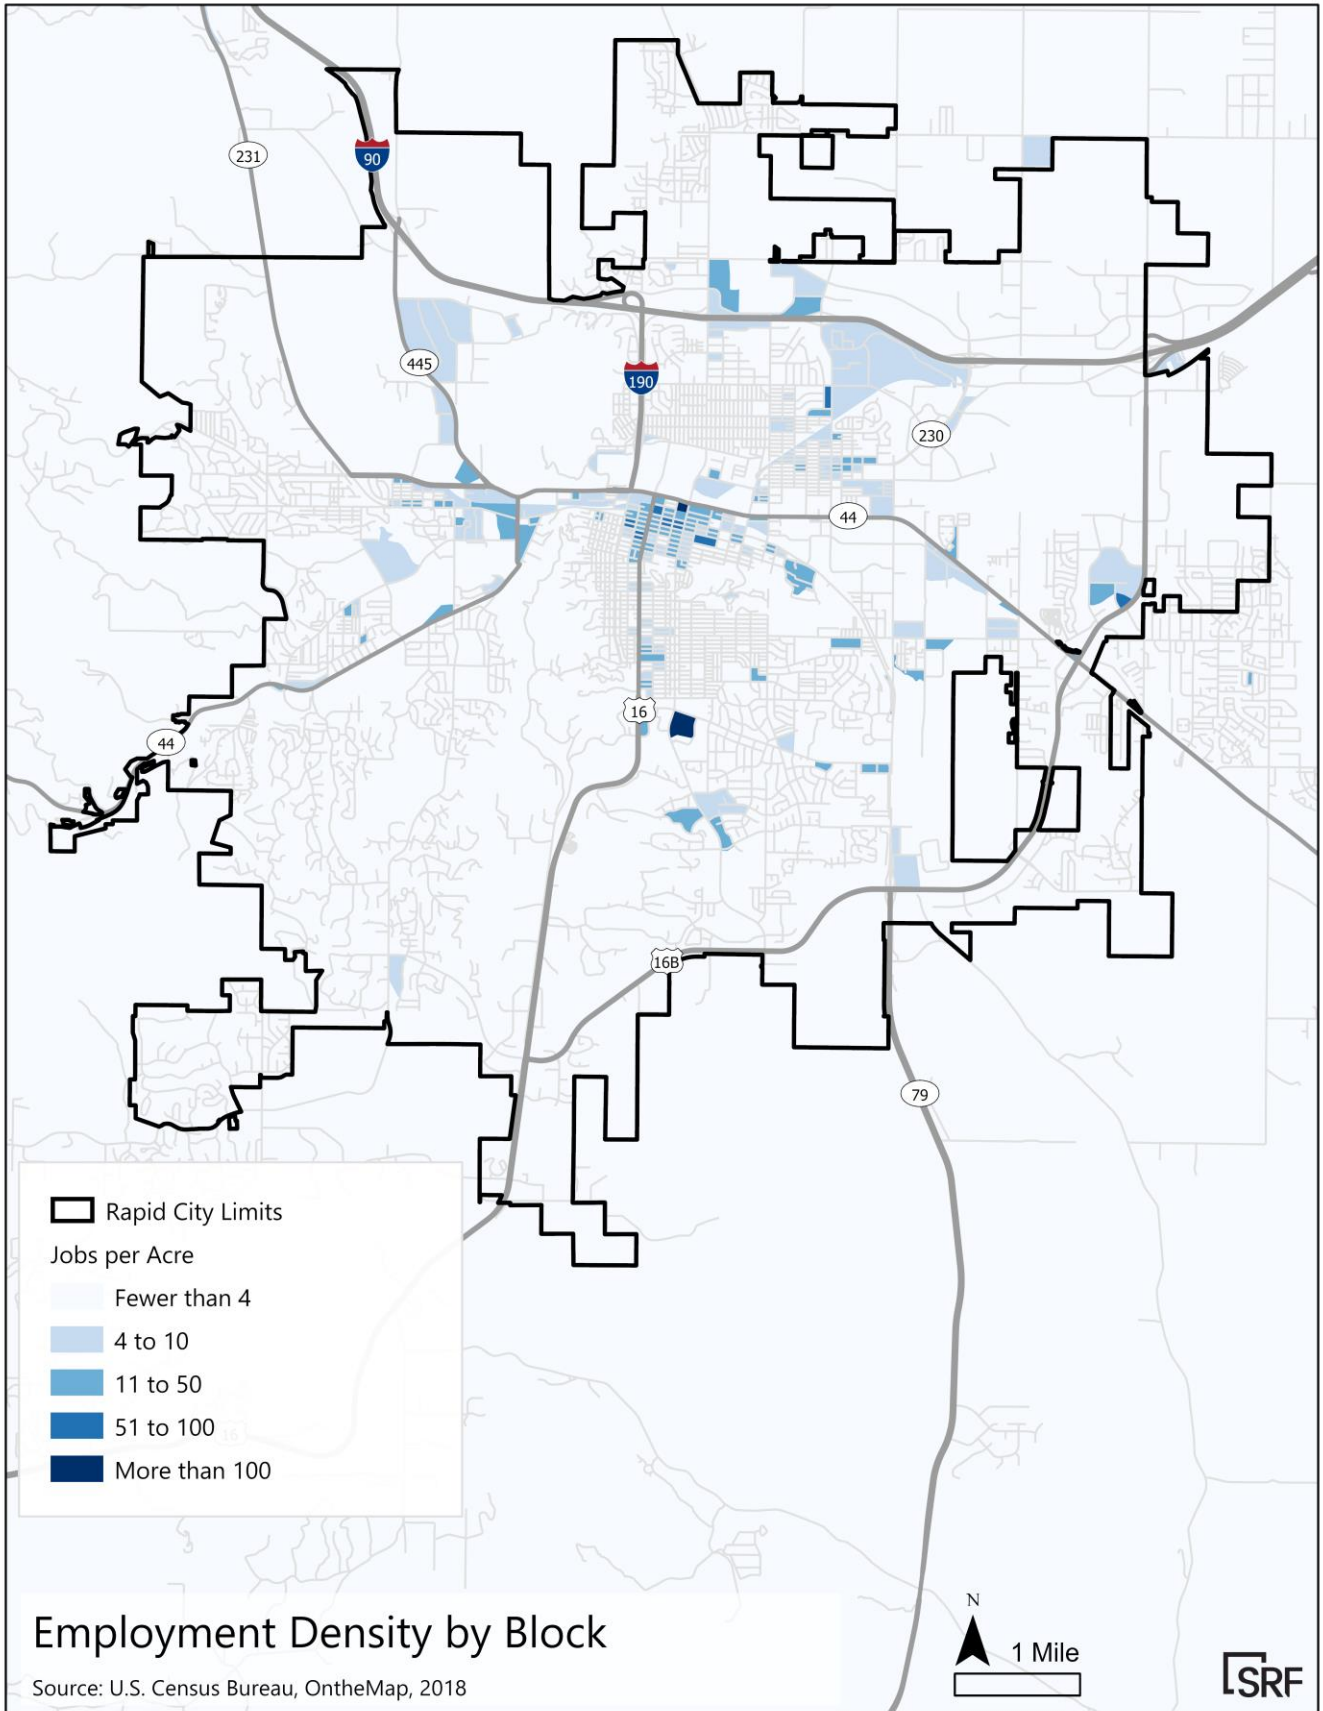 231
90
445
190
230
44
16
44
16B
79
Rapid City Limits
Jobs per Acre
Fewer than 4
4 to 10
11 to 50
51 to 100
More than 100
16
Employment Density by Block
Source: U.S. Census Bureau, OntheMap, 2018
N
1 Mile
SRF